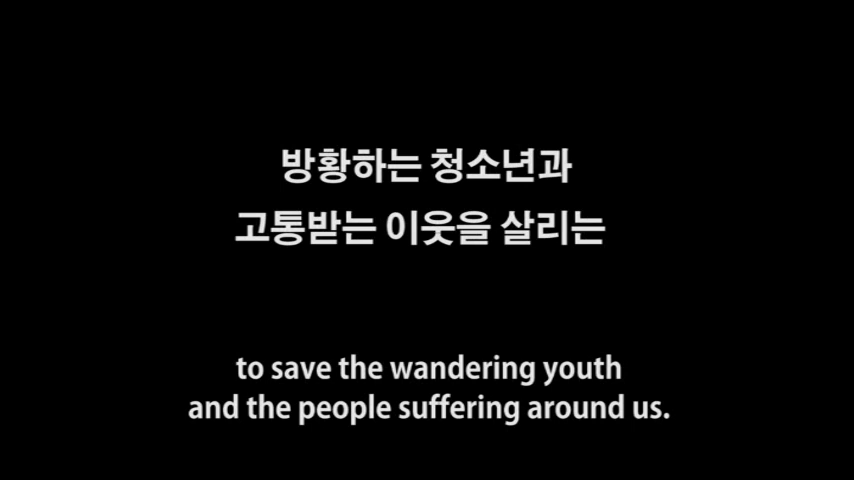 방황하는 청소년과
고통받는 이웃을 살리는
to save the wandering youth
and the people suffering around us.